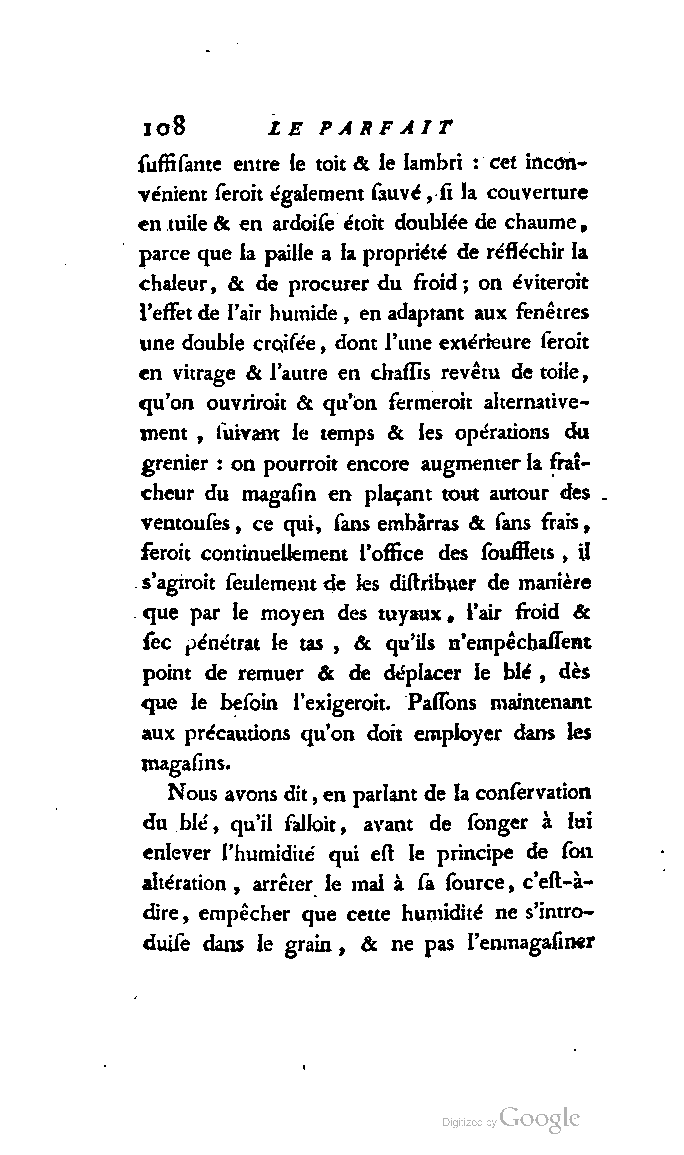 108 LE PARFAIT
ſuffiſante entre le toit & le lambri : cet incon-
vénient ſeroit également ſauvé, ſi la couverture
en tuile & en ardoiſe étoit doublée de chaume,
parce que la paille a la propriété de réfléchir la
chaleur, & de procurer du froid ; on éviteroit
l'effet de l'air humide, en adaptant aux fenêtres
une double croiſée, dont l'une extérieure ſeroit
en vitrage & l'autre en chaſſis revêtu de toile,
qu'on ouvriroit & qu'on fermeroit alternative-
ment, ſuivant le temps & les opérations du
grenier : on pourroit encore augmenter la fraî-
cheur du magaſin en plaçant tout autour des
ventouſes, ce qui, ſans embârras & ſans frais,
feroit continuellement l'office des ſoufflets, il
s'agiroit ſeulement de les diſtribuer de manière
que par le moyen des tuyaux, l'air froid &
ſec pénétrat le tas, & qu'ils n'empêchaſſent
point de remuer & de déplacer le blé, dès
que le beſoin l'exigeroit. Paſſons maintenant
aux précautions qu'on doit employer dans les
magaſins.
Nous avons dit, en parlant de la conſervation
du blé, qu'il falloit, avant de ſonger à lui
enlever l'humidité qui eſt le principe de ſon
altération, arrêter le mal à ſa ſource, c'eſt-à-
dire, empêcher que cette humidité ne s'intro-
duiſe dans le grain, & ne pas l'enmagaſiner
Digitized by Google